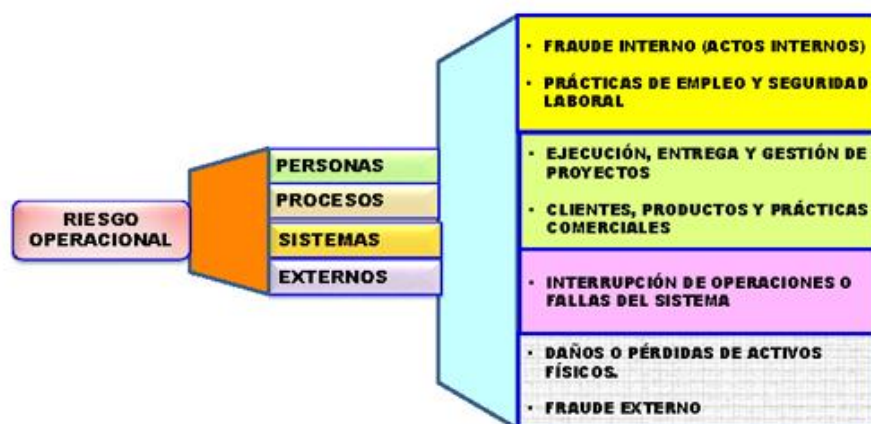 RIESGO
OPERACIONAL
PERSONAS
PROCESOS
SISTEMAS
EXTERNOS
• FRAUDE INTERNO (ACTOS INTERNOS)
• PRÁCTICAS DE EMPLEO Y SEGURIDAD
LABORAL
• EJECUCIÓN, ENTREGA Y GESTIÓN DE
PROYECTOS
• CLIENTES, PRODUCTOS Y PRÁCTICAS
COMERCIALES
• INTERRUPCIÓN DE OPERACIONES O
FALLAS DEL SISTEMA
• DAÑOS O PÉRDIDAS DE ACTIVOS
FÍSICOS.
• FRAUDE EXTERNO